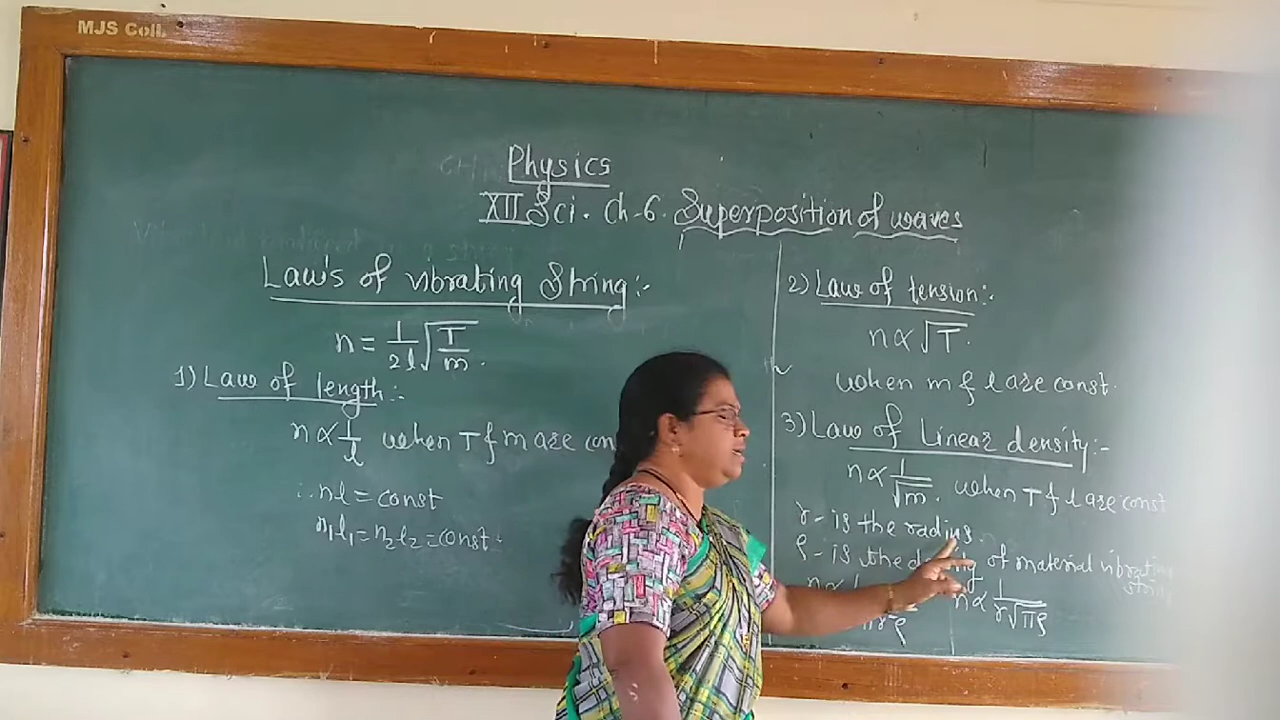 MJS Coll.
Physics
XII Sci. Ch-6. Superposition of waves
Law's of vibrating String:-
n = 1/2l √T/m.
1) Law of length:-
n ∝ 1/l when T & m are con
∴ nl = const
n₁l₁ = n₂l₂ = const.
2) Law of tension:-
n ∝ √T.
when m & l are const.
3) Law of Linear density:-
n ∝ 1/√m. when T & l are const
r - is the radius.
ρ - is the of material vibrating
string
n ∝ 1/r√πρ